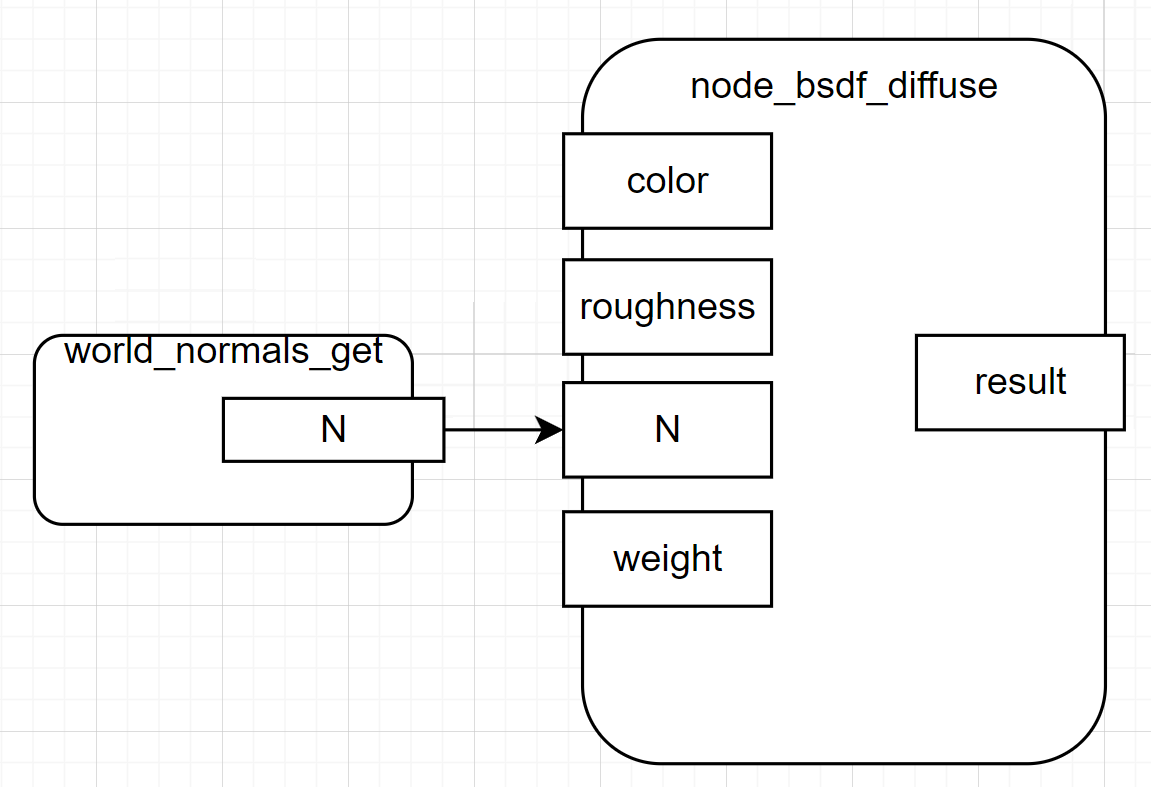 node_bsdf_diffuse
color
roughness
world_normals_get
result
N
N
weight